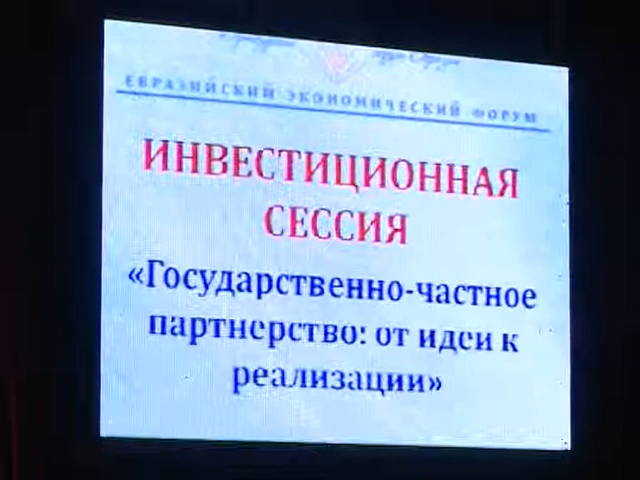 ЕВРАЗИЙСКИЙ ЭКОНОМИЧЕСКИЙ ФОРУМ
ИНВЕСТИЦИОННАЯ
СЕССИЯ
«Государственно-частное
партнерство: от идеи к
реализации»